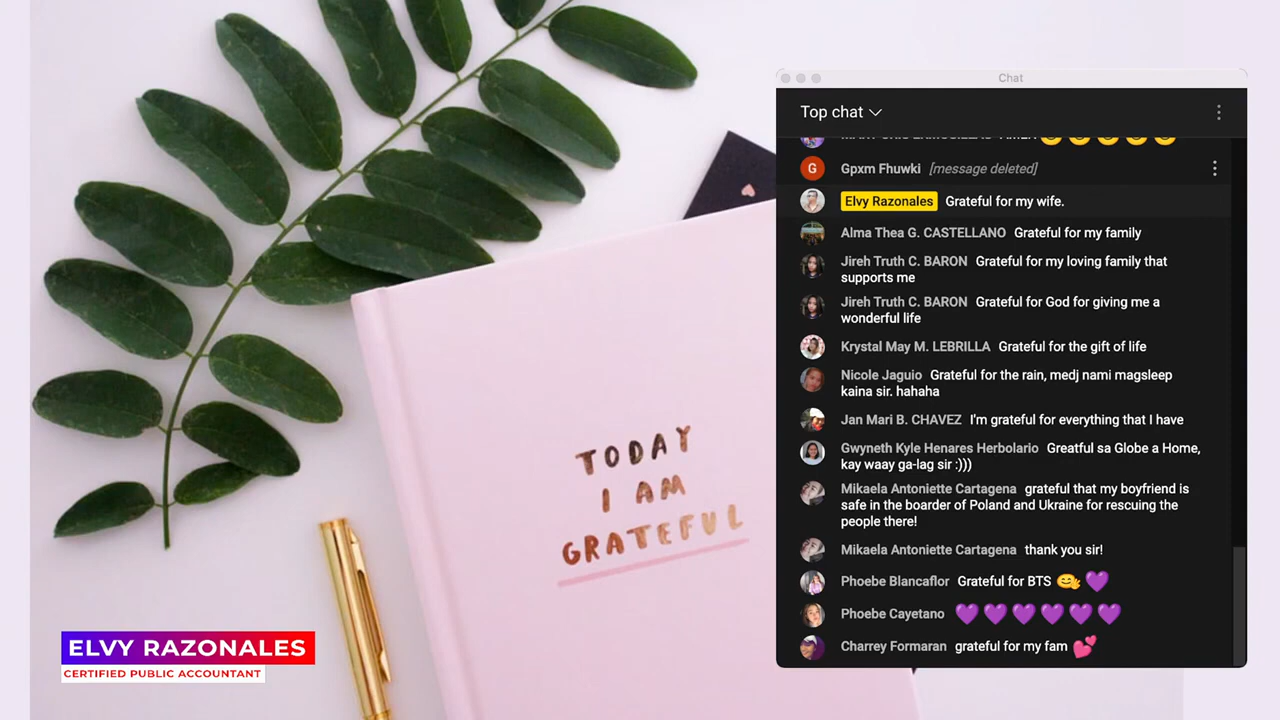 TODAY
I AM
GRATEFUL
ELVY RAZONALES
CERTIFIED PUBLIC ACCOUNTANT
Chat
Top chat
G Gpxm Fhuwki [message deleted]
Elvy Razonales Grateful for my wife.
Alma Thea G. CASTELLANO Grateful for my family
Jireh Truth C. BARON Grateful for my loving family that
supports me
Jireh Truth C. BARON Grateful for God for giving me a
wonderful life
Krystal May M. LEBRILLA Grateful for the gift of life
Nicole Jaguio Grateful for the rain, medj nami magsleep
kaina sir. hahaha
Jan Mari B. CHAVEZ I'm grateful for everything that I have
Gwyneth Kyle Henares Herbolario Greatful sa Globe a Home,
kay waay ga-lag sir :)))
Mikaela Antoniette Cartagena grateful that my boyfriend is
safe in the boarder of Poland and Ukraine for rescuing the
people there!
Mikaela Antoniette Cartagena thank you sir!
Phoebe Blancaflor Grateful for BTS 🤗💜
Phoebe Cayetano 💜💜💜💜💜💜
Charrey Formaran grateful for my fam 💕